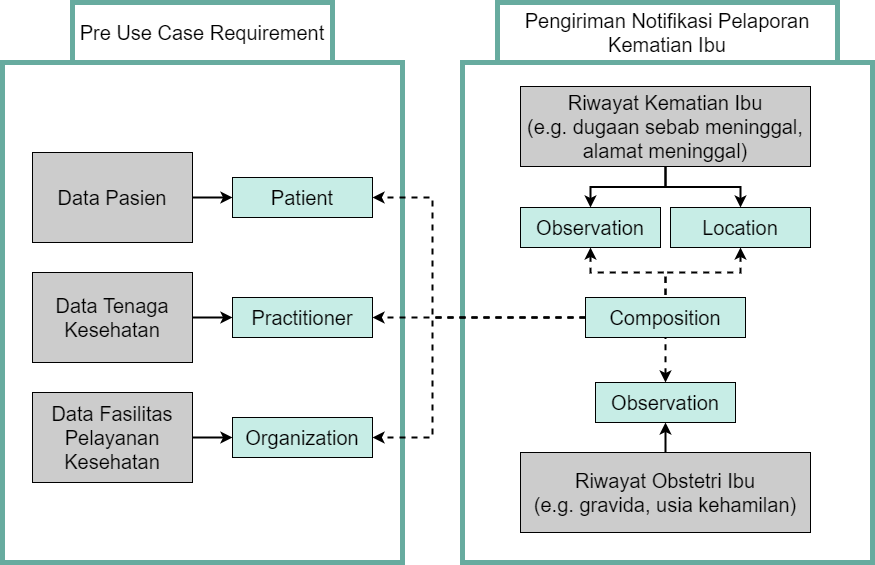 Pre Use Case Requirement
Data Pasien
Patient
Data Tenaga
Kesehatan
Practitioner
Data Fasilitas
Pelayanan
Kesehatan
Organization
Pengiriman Notifikasi Pelaporan
Kematian Ibu
Riwayat Kematian Ibu
(e.g. dugaan sebab meninggal,
alamat meninggal)
Observation
Location
Composition
Observation
Riwayat Obstetri Ibu
(e.g. gravida, usia kehamilan)